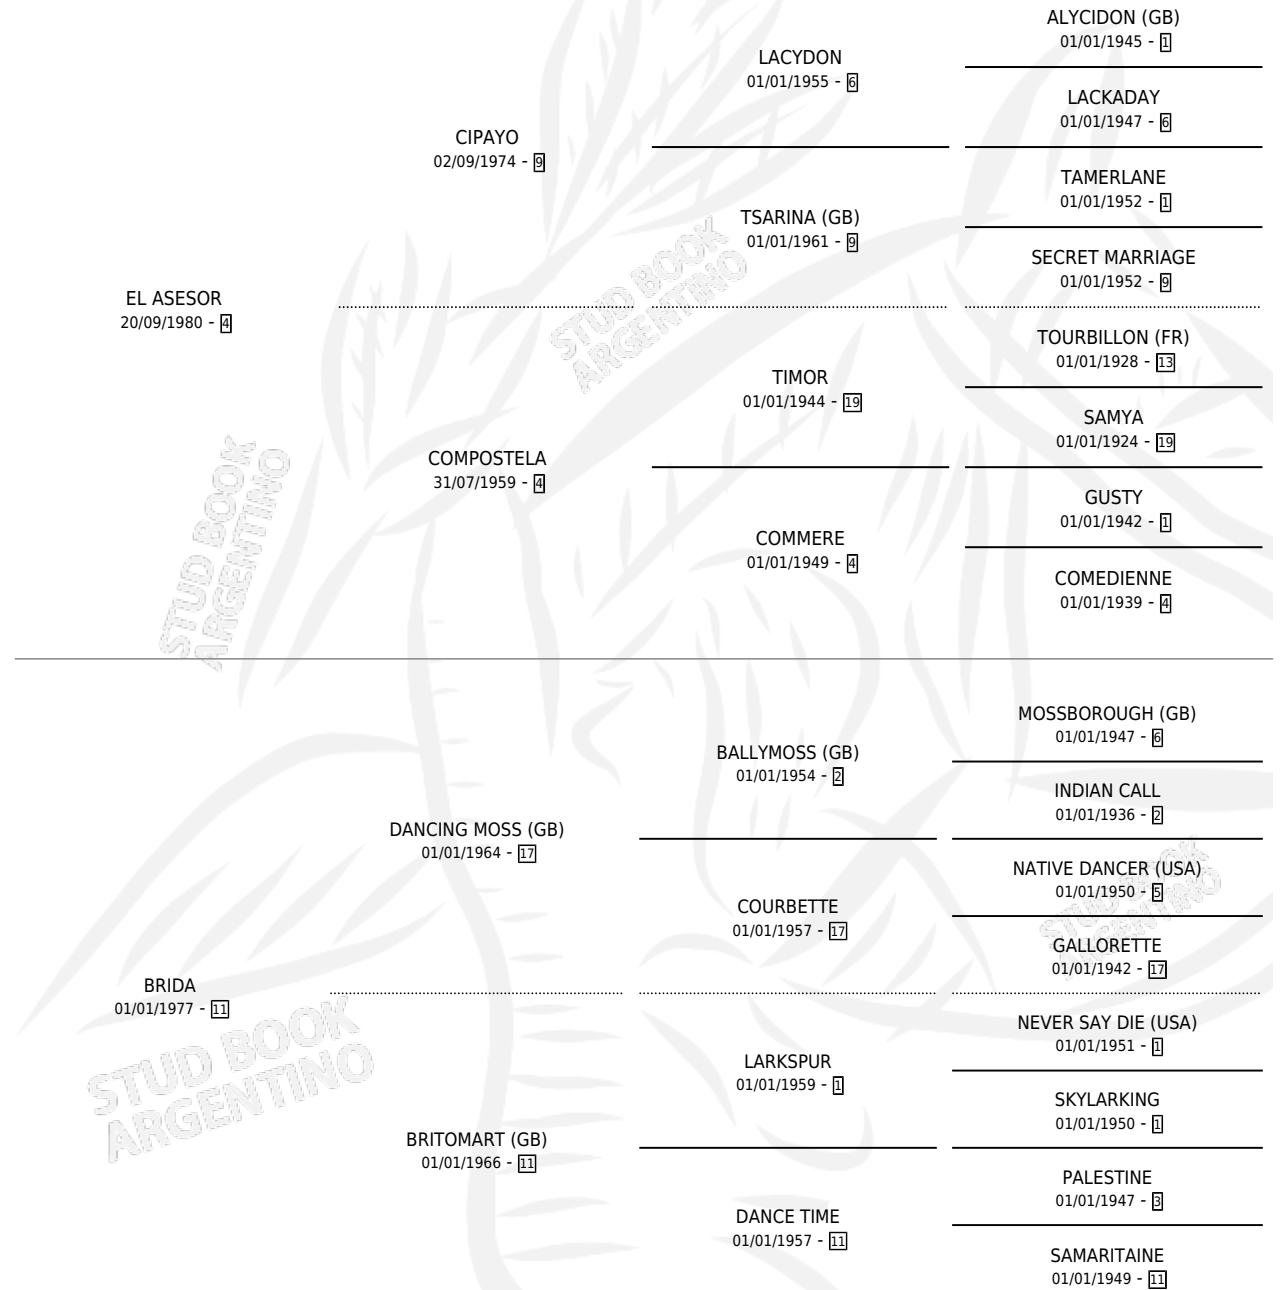 EL ASESOR
20/09/1980 - 4
CIPAYO
02/09/1974 - 9
LACYDON
01/01/1955 - 6
ALYCIDON (GB)
01/01/1945 - 1
LACKADAY
01/01/1947 - 6
TSARINA (GB)
01/01/1961 - 9
TAMERLANE
01/01/1952 - 1
SECRET MARRIAGE
01/01/1952 - 9
COMPOSTELA
31/07/1959 - 4
TIMOR
01/01/1944 - 19
TOURBILLON (FR)
01/01/1928 - 13
SAMYA
01/01/1924 - 19
COMMERE
01/01/1949 - 4
GUSTY
01/01/1942 - 1
COMEDIENNE
01/01/1939 - 4
BRIDA
01/01/1977 - 11
DANCING MOSS (GB)
01/01/1964 - 17
BALLYMOSS (GB)
01/01/1954 - 2
MOSSBOROUGH (GB)
01/01/1947 - 6
INDIAN CALL
01/01/1936 - 2
COURBETTE
01/01/1957 - 17
NATIVE DANCER (USA)
01/01/1950 - 5
GALLORETTE
01/01/1942 - 17
BRITOMART (GB)
01/01/1966 - 11
LARKSPUR
01/01/1959 - 1
NEVER SAY DIE (USA)
01/01/1951 - 1
SKYLARKING
01/01/1950 - 1
DANCE TIME
01/01/1957 - 11
PALESTINE
01/01/1947 - 3
SAMARITAINE
01/01/1949 - 11
STUD BOOK
ARGENTINO
STUD BOOK
ARGENTINO
STUD BOOK
ARGENTINO
STUD BOOK
ARGENTINO